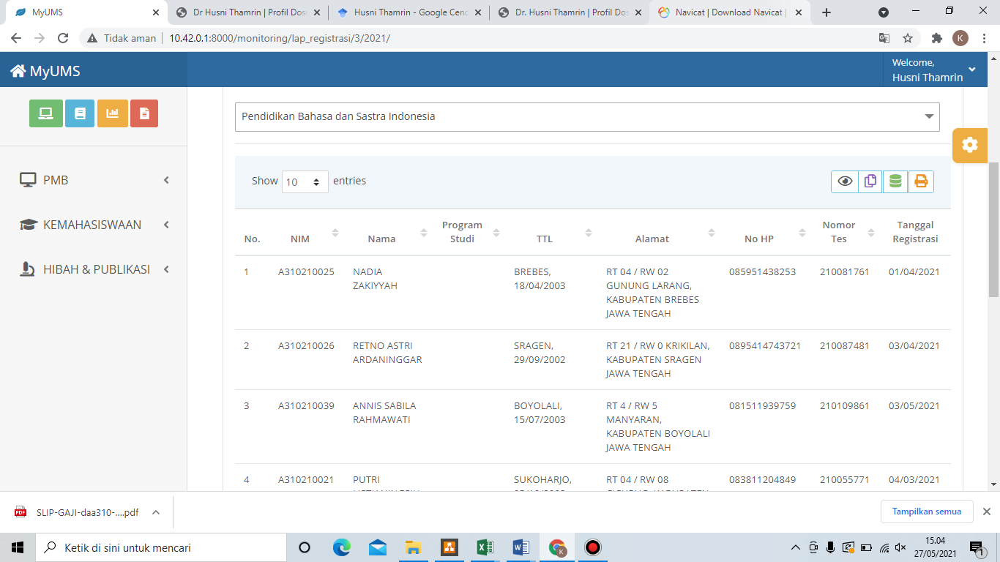 MyUMS
Dr Husni Thamrin | Profil Dos
Husni Thamrin - Google Cend
Dr. Husni Thamrin | Profil Dos
Navicat | Download Navicat |
Tidak aman
10.42.0.1:8000/monitoring/lap_registrasi/3/2021/
K
MyUMS
Welcome,
Husni Thamrin
PMB
KEMAHASISWAAN
HIBAH & PUBLIKASI
Pendidikan Bahasa dan Sastra Indonesia
Show 10 entries
No.
NIM
Nama
Program
Studi
TTL
Alamat
No HP
Nomor
Tes
Tanggal
Registrasi
1
A310210025
NADIA
ZAKIYYAH
BREBES,
18/04/2003
RT 04 / RW 02
GUNUNG LARANG,
KABUPATEN BREBES
JAWA TENGAH
085951438253
210081761
01/04/2021
2
A310210026
RETNO ASTRI
ARDANINGGAR
SRAGEN,
29/09/2002
RT 21 / RW 0 KRIKILAN,
KABUPATEN SRAGEN
JAWA TENGAH
0895414743721
210087481
03/04/2021
3
A310210039
ANNIS SABILA
RAHMAWATI
BOYOLALI,
15/07/2003
RT 4 / RW 5
MANYARAN,
KABUPATEN BOYOLALI
JAWA TENGAH
081511939759
210109861
03/05/2021
4
A310210021
PUTRI
SUKOHARJO,
RT 04 / RW 08
083811204849
210055771
04/03/2021
PDF
SLIP-GAJI-daa310-....pdf
Tampilkan semua
Ketik di sini untuk mencari
K
15.04
27/05/2021
1